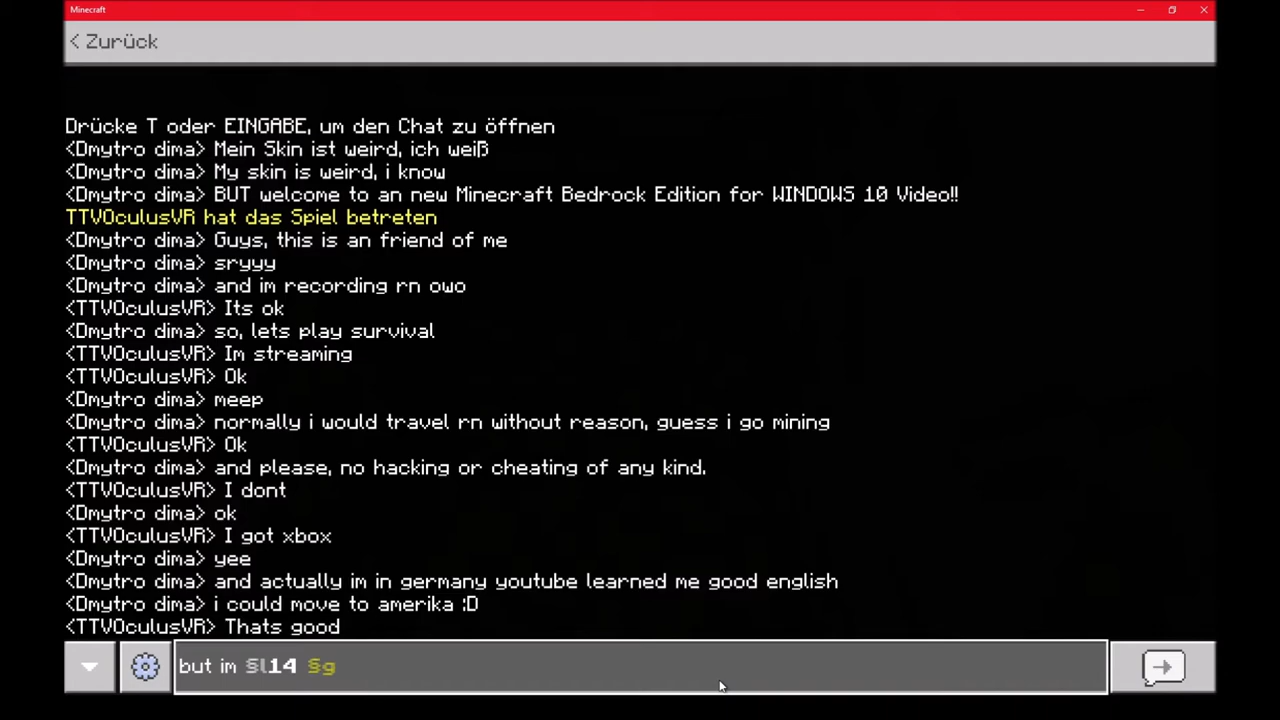 Minecraft
< Zurück
Drücke T oder EINGABE, um den Chat zu öffnen
<Dmytro dima> Mein Skin ist weird, ich weiß
<Dmytro dima> My skin is weird, i know
<Dmytro dima> BUT welcome to an new Minecraft Bedrock Edition for WINDOWS 10 Video!!
TTVOculusVR hat das Spiel betreten
<Dmytro dima> Guys, this is an friend of me
<Dmytro dima> sryyy
<Dmytro dima> and im recording rn owo
<TTVOculusVR> Its ok
<Dmytro dima> so, lets play survival
<TTVOculusVR> Im streaming
<TTVOculusVR> Ok
<Dmytro dima> meep
<Dmytro dima> normally i would travel rn without reason, guess i go mining
<TTVOculusVR> Ok
<Dmytro dima> and please, no hacking or cheating of any kind.
<TTVOculusVR> I dont
<Dmytro dima> ok
<TTVOculusVR> I got xbox
<Dmytro dima> yee
<Dmytro dima> and actually im in germany youtube learned me good english
<Dmytro dima> i could move to amerika :D
<TTVOculusVR> Thats good
but im §l14 §g